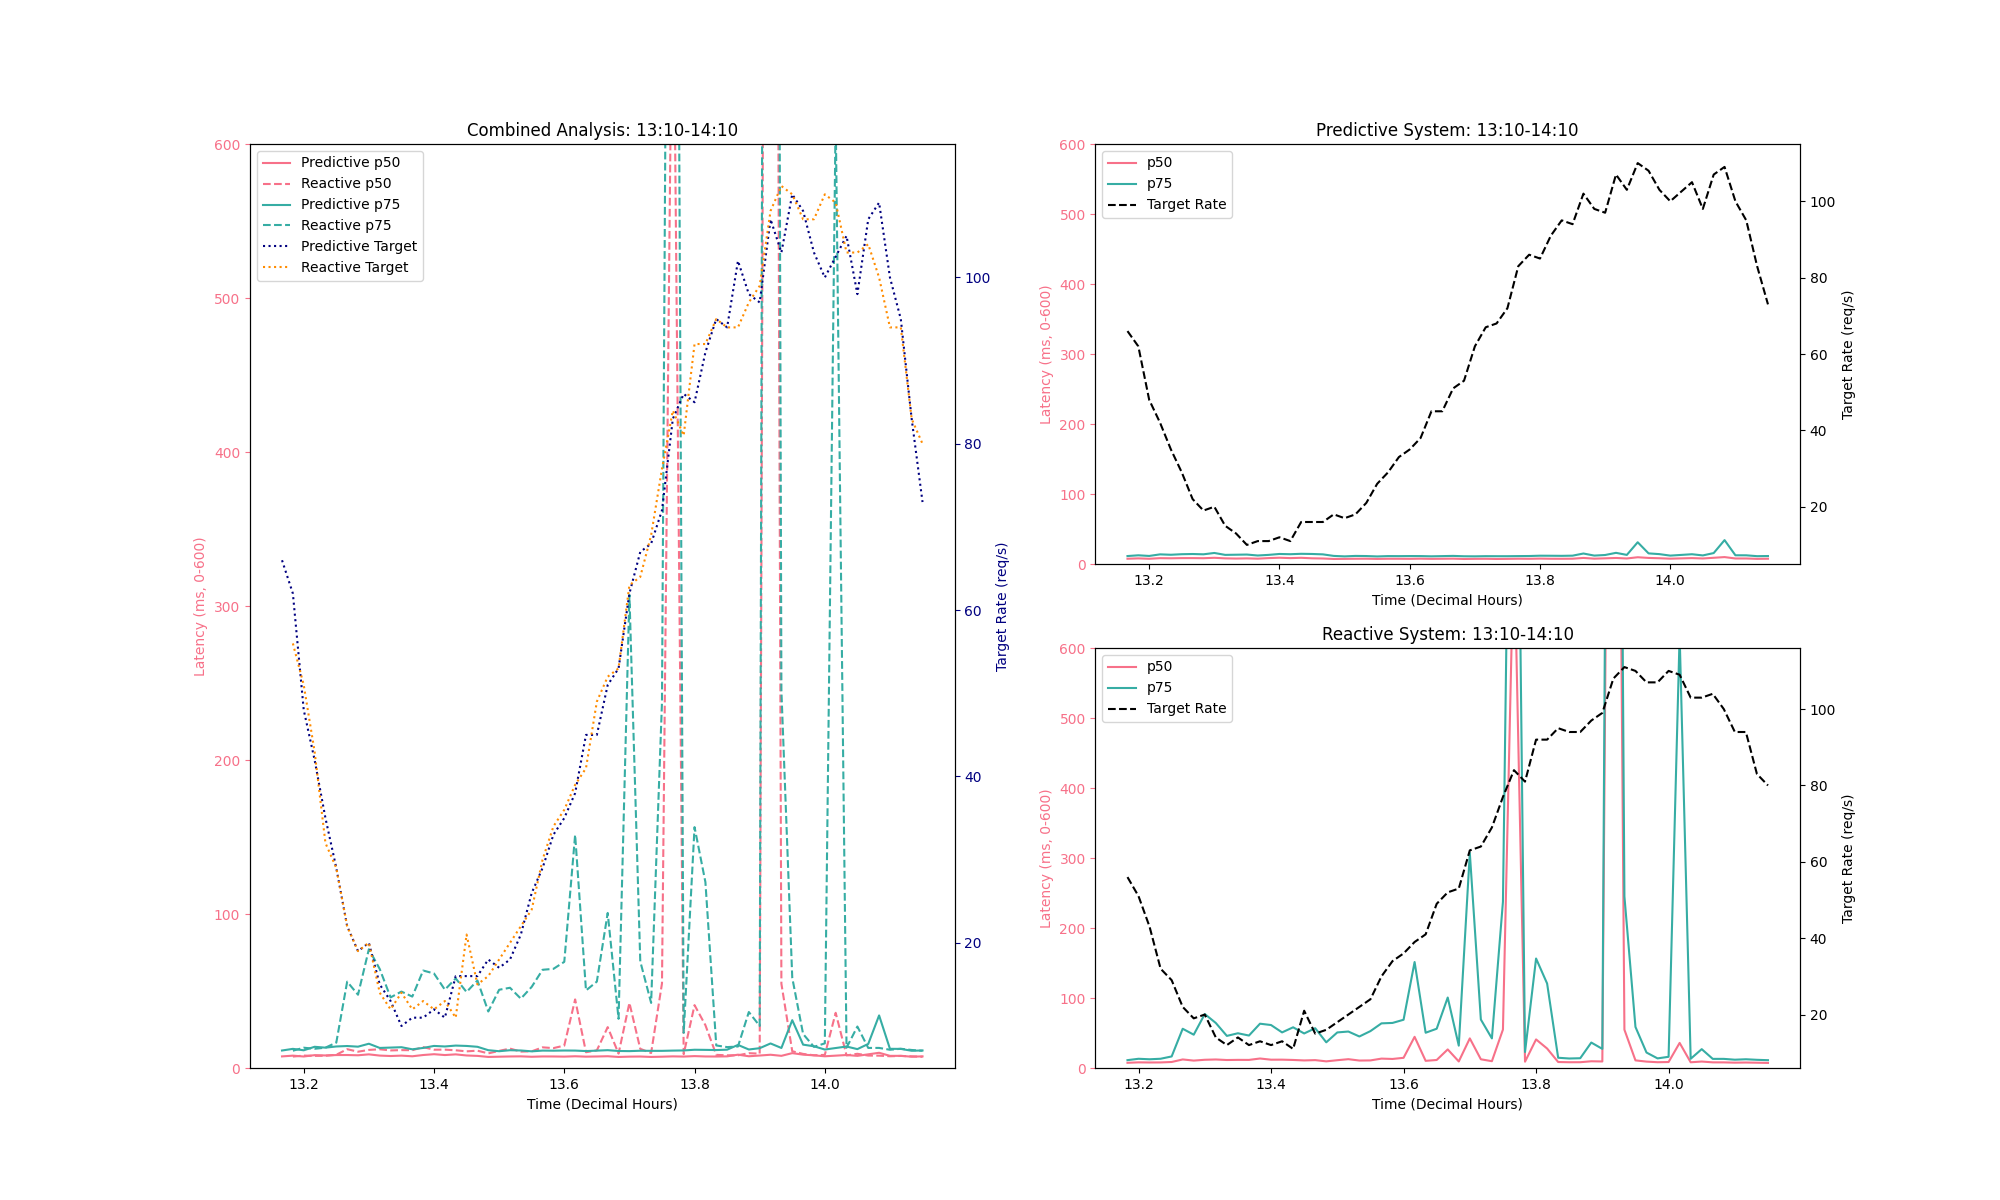 Combined Analysis: 13:10-14:10
Predictive p50
Reactive p50
Predictive p75
Reactive p75
Predictive Target
Reactive Target
600
500
400
300
200
100
0
Latency (ms, 0-600)
100
80
60
40
20
Target Rate (req/s)
13.2 13.4 13.6 13.8 14.0
Time (Decimal Hours)
Predictive System: 13:10-14:10
p50
p75
Target Rate
600
500
400
300
200
100
0
Latency (ms, 0-600)
100
80
60
40
20
Target Rate (req/s)
13.2 13.4 13.6 13.8 14.0
Time (Decimal Hours)
Reactive System: 13:10-14:10
p50
p75
Target Rate
600
500
400
300
200
100
0
Latency (ms, 0-600)
100
80
60
40
20
Target Rate (req/s)
13.2 13.4 13.6 13.8 14.0
Time (Decimal Hours)